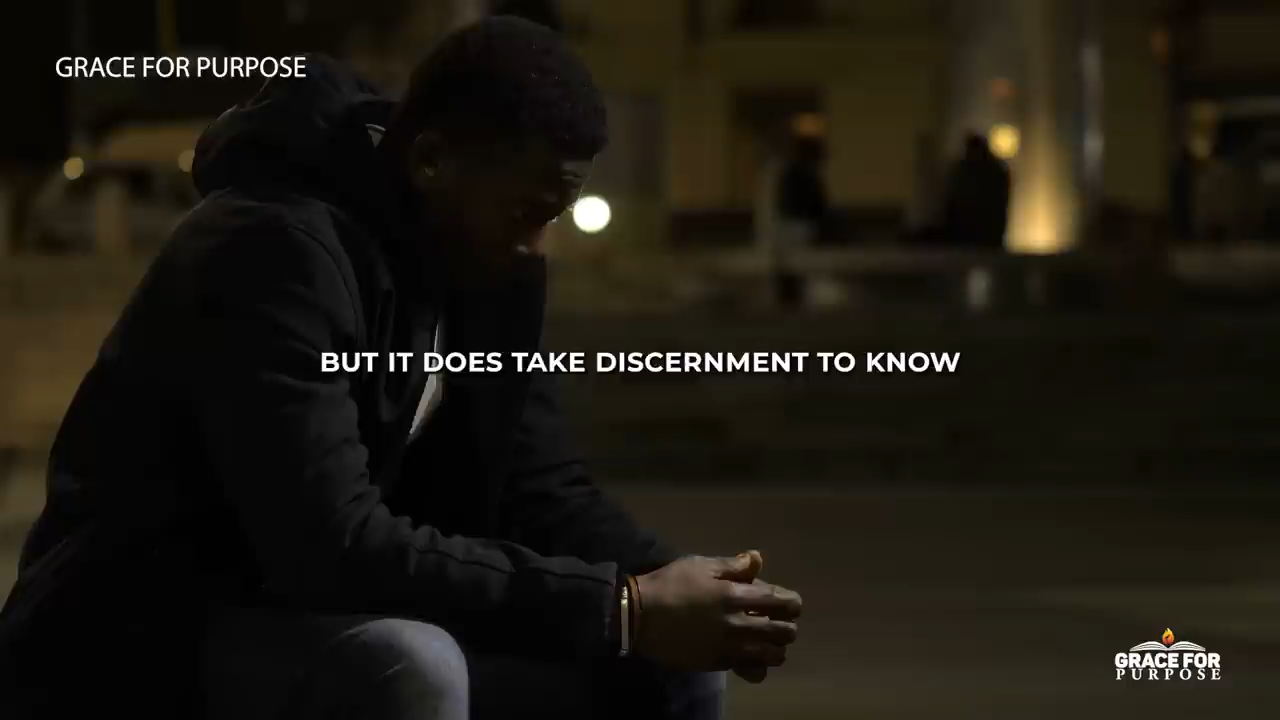 GRACE FOR PURPOSE
BUT IT DOES TAKE DISCERNMENT TO KNOW
GRACE FOR
PURPOSE